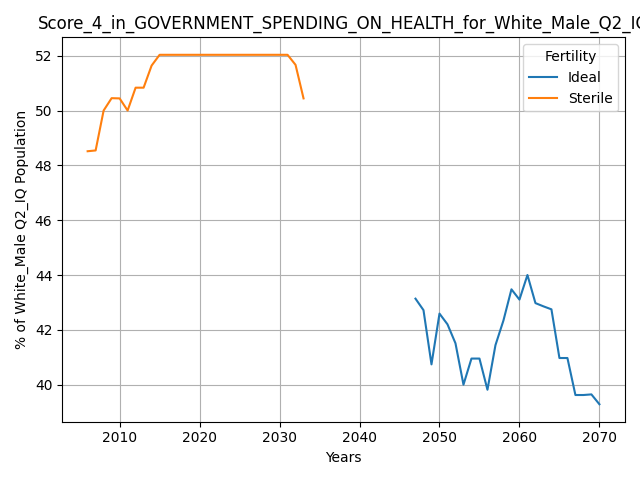 Score_4_in_GOVERNMENT_SPENDING_ON_HEALTH_for_White_Male_Q2_IQ
Fertility
Ideal
Sterile
% of White_Male Q2_IQ Population
52
50
48
46
44
42
40
2010 2020 2030 2040 2050 2060 2070
Years